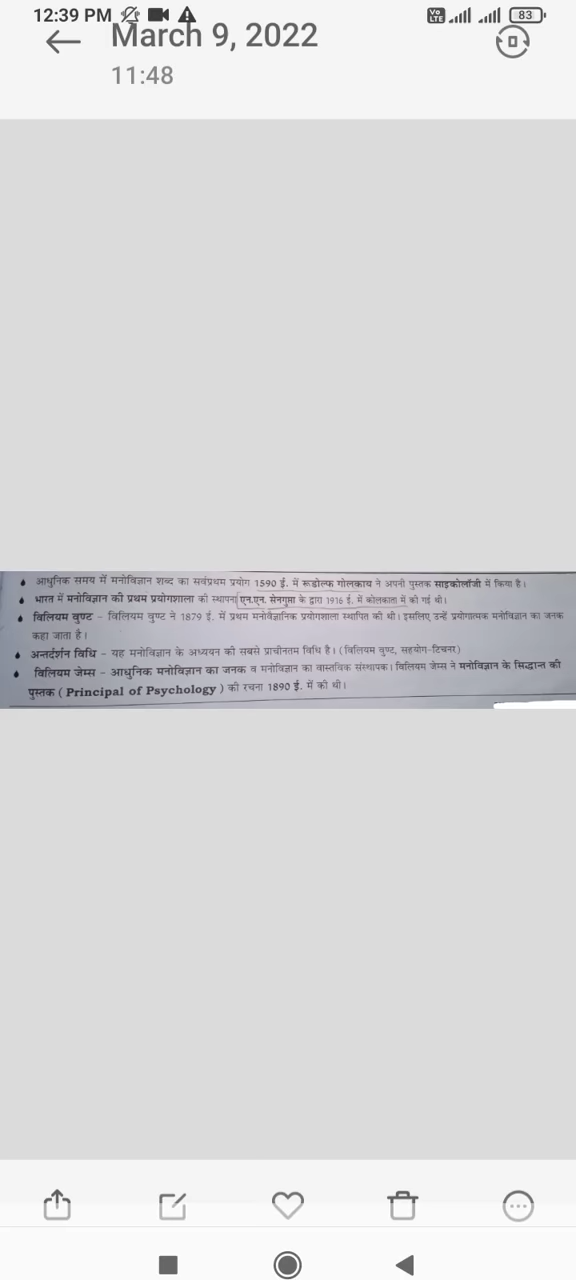 12:39 PM
Vo LTE 83
March 9, 2022
11:48
आधुनिक समय में मनोविज्ञान शब्द का सर्वप्रथम प्रयोग 1590 ई. में रूडोल्फ गोलकाय ने अपनी पुस्तक साइकोलॉजी में किया है।
भारत में मनोविज्ञान की प्रथम प्रयोगशाला की स्थापना एन.एन. सेनगुप्ता के द्वारा 1916 ई. में कोलकाता में की गई थी।
विलियम वुण्ट - विलियम वुण्ट ने 1879 ई. में प्रथम मनोवैज्ञानिक प्रयोगशाला स्थापित की थी। इसलिए उन्हें प्रयोगात्मक मनोविज्ञान का जनक
कहा जाता है।
अन्तर्दर्शन विधि - यह मनोविज्ञान के अध्ययन की सबसे प्राचीनतम विधि है। (विलियम वुण्ट, सहयोग-टिचनर)
विलियम जेम्स - आधुनिक मनोविज्ञान का जनक व मनोविज्ञान का वास्तविक संस्थापक। विलियम जेम्स ने मनोविज्ञान के सिद्धान्त की
पुस्तक ( Principal of Psychology ) की रचना 1890 ई. में की थी।